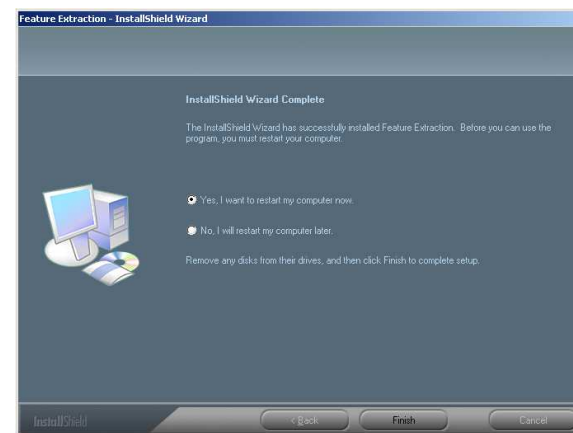 Feature Extraction - InstallShield Wizard
InstallShield Wizard Complete
The InstallShield Wizard has successfully installed Feature Extraction. Before you can use the
program, you must restart your computer.
Yes, I want to restart my computer now.
No, I will restart my computer later.
Remove any disks from their drives, and then click Finish to complete setup.
InstallShield
< Back
Finish
Cancel